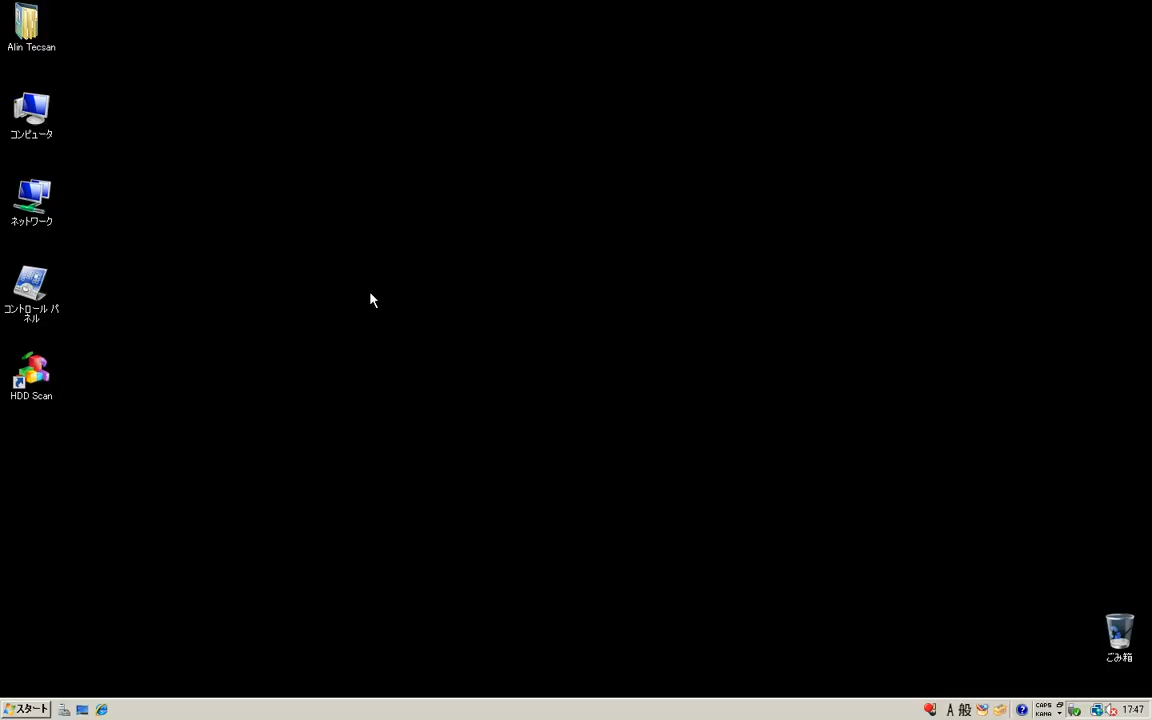 Alin Tecsan
コンピュータ
ネットワーク
コントロール パ
ネル
HDD Scan
ごみ箱
スタート
A 般
CAPS
KANA
17:47